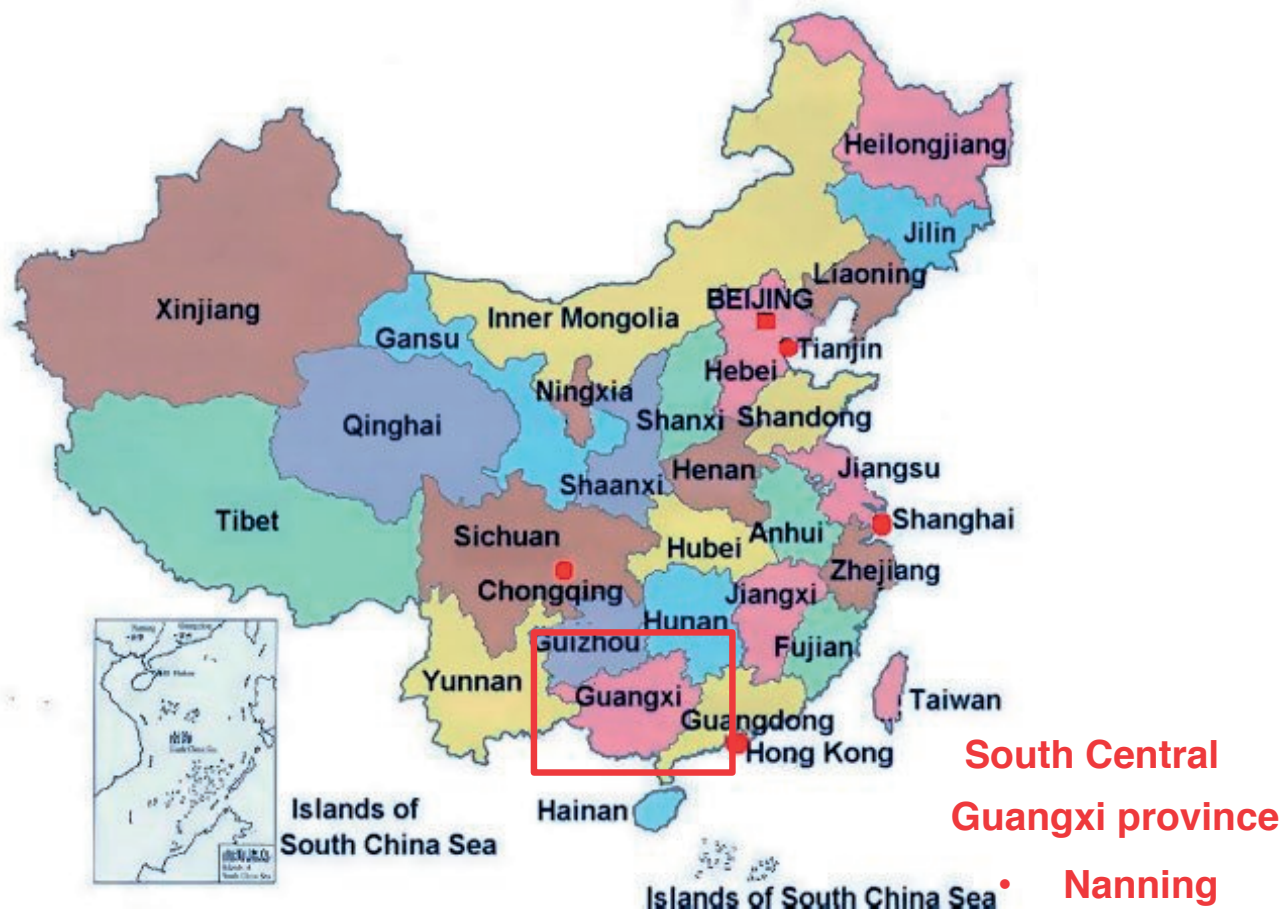 Heilongjiang
Jilin
Liaoning
BEIJING
Xinjiang
Inner Mongolia
Gansu
Tianjin
Hebei
Ningxia
Shanxi
Shandong
Qinghai
Henan
Jiangsu
Shaanxi
Tibet
Shanghai
Sichuan
Anhui
Hubei
Zhejiang
Chongqing
Jiangxi
Hunan
Guizhou
Fujian
Yunnan
Guangxi
Taiwan
Guangdong
Hong Kong
South Central
Guangxi province
• Nanning
Hainan
Islands of
South China Sea
Islands of South China Sea